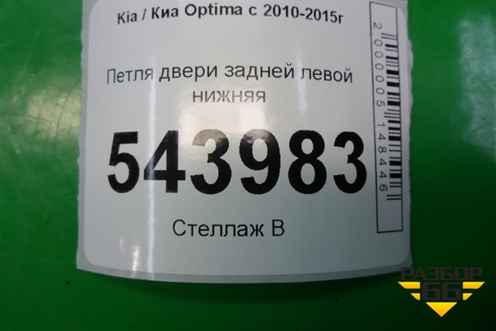 Kia / Киа Optima с 2010-2015г
Петля двери задней левой
нижняя
543983
Стеллаж В
2000005148446
РАЗБОР
66